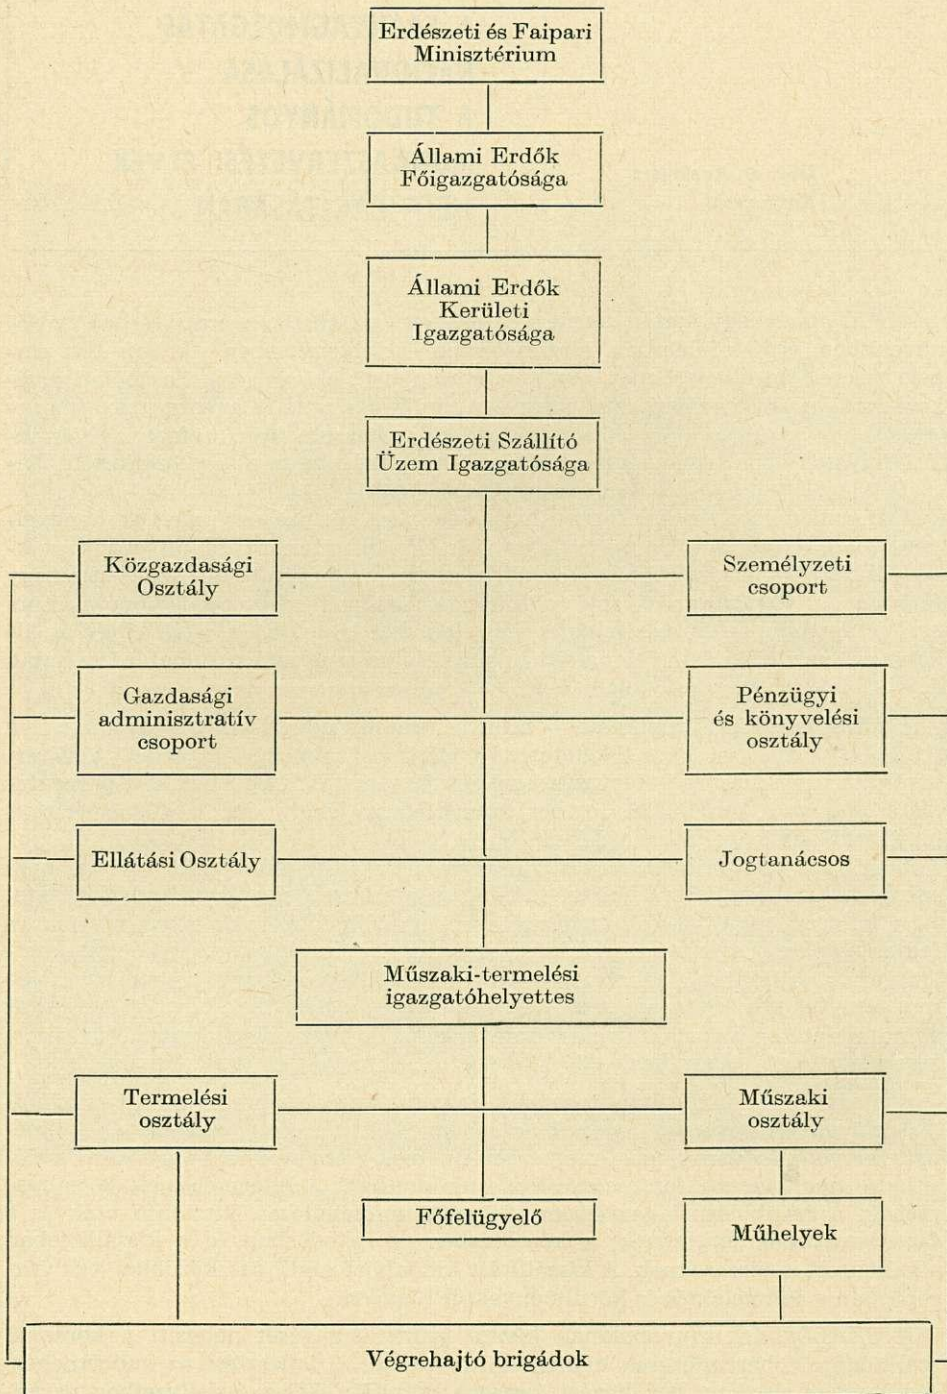 Erdészeti és Faipari
Minisztérium
Állami Erdők
Főigazgatósága
Állami Erdők
Kerületi
Igazgatósága
Erdészeti Szállító
Üzem Igazgatósága
Közgazdasági
Osztály
Személyzeti
csoport
Gazdasági
adminisztratív
csoport
Pénzügyi
és könyvelési
osztály
Ellátási Osztály
Jogtanácsos
Műszaki-termelési
igazgatóhelyettes
Termelési
osztály
Műszaki
osztály
Főfelügyelő
Műhelyek
Végrehajtó brigádok